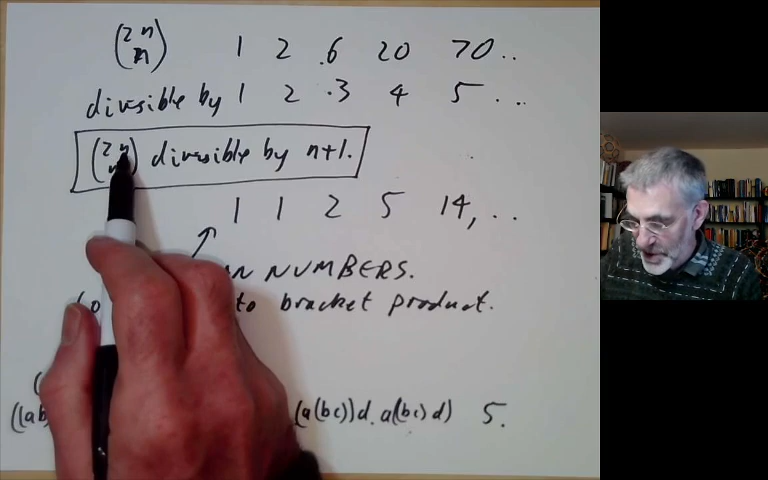 (2n n) 1 2 6 20 70 ..
divisible by 1 2 3 4 5 ...
(2n n) divisible by n+1.
1 1 2 5 14, ...
N NUMBERS.
to bracket product.
((ab (a(bc))d a((bc)d) 5.